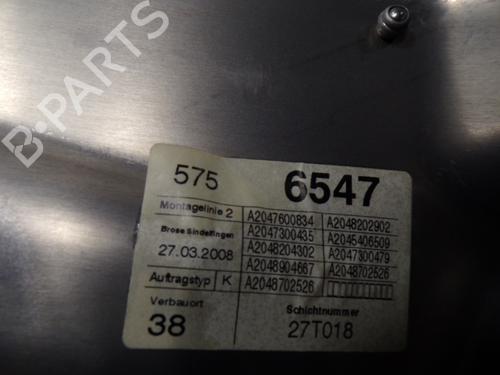 B-PARTS
575 6547
Montagelinie 2 A2047600834 A2048202902
Brose Sindelfingen A2047300435 A2045406509
27.03.2008 A2048204302 A2047300479
Auftragstyp K A2048904667 A2048702526
A2048702526
Verbauort Schichtnummer
38 27T018